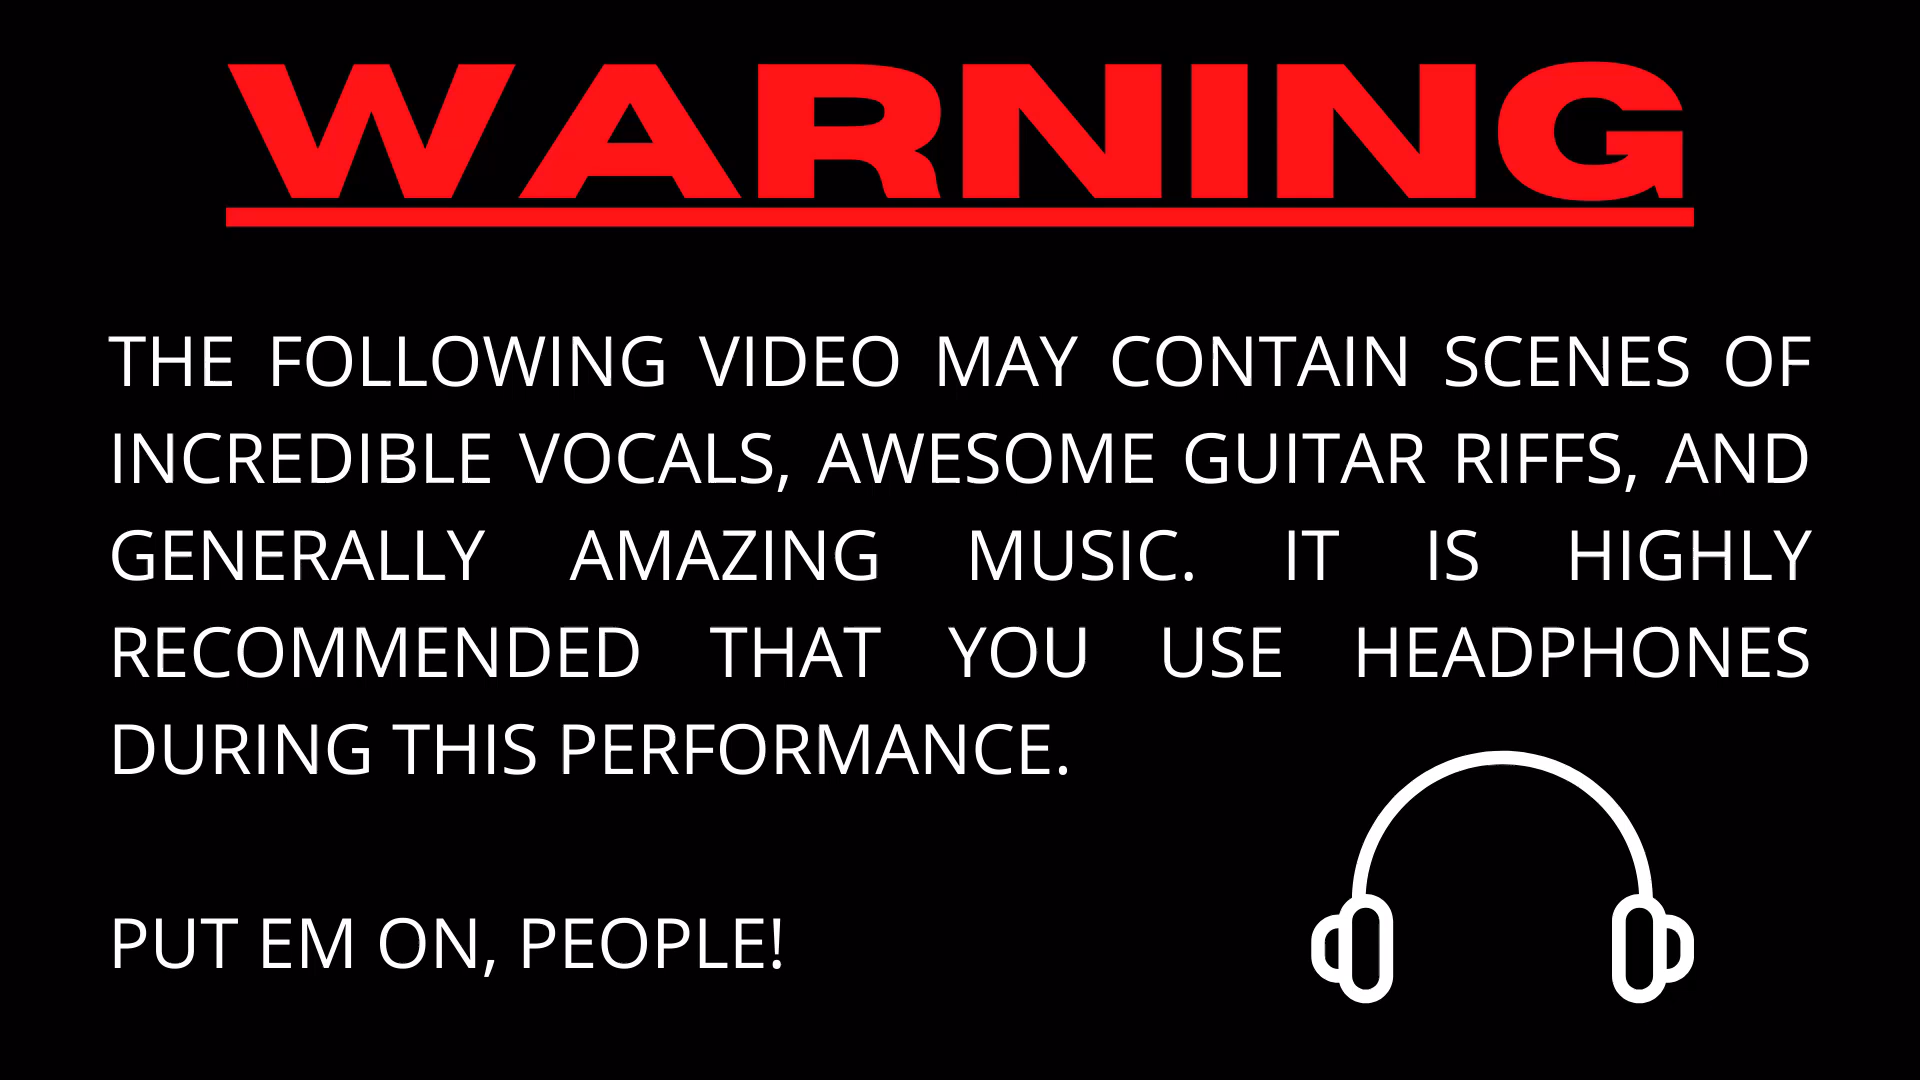 WARNING
THE FOLLOWING VIDEO MAY CONTAIN SCENES OF
INCREDIBLE VOCALS, AWESOME GUITAR RIFFS, AND
GENERALLY AMAZING MUSIC. IT IS HIGHLY
RECOMMENDED THAT YOU USE HEADPHONES
DURING THIS PERFORMANCE.
PUT EM ON, PEOPLE!